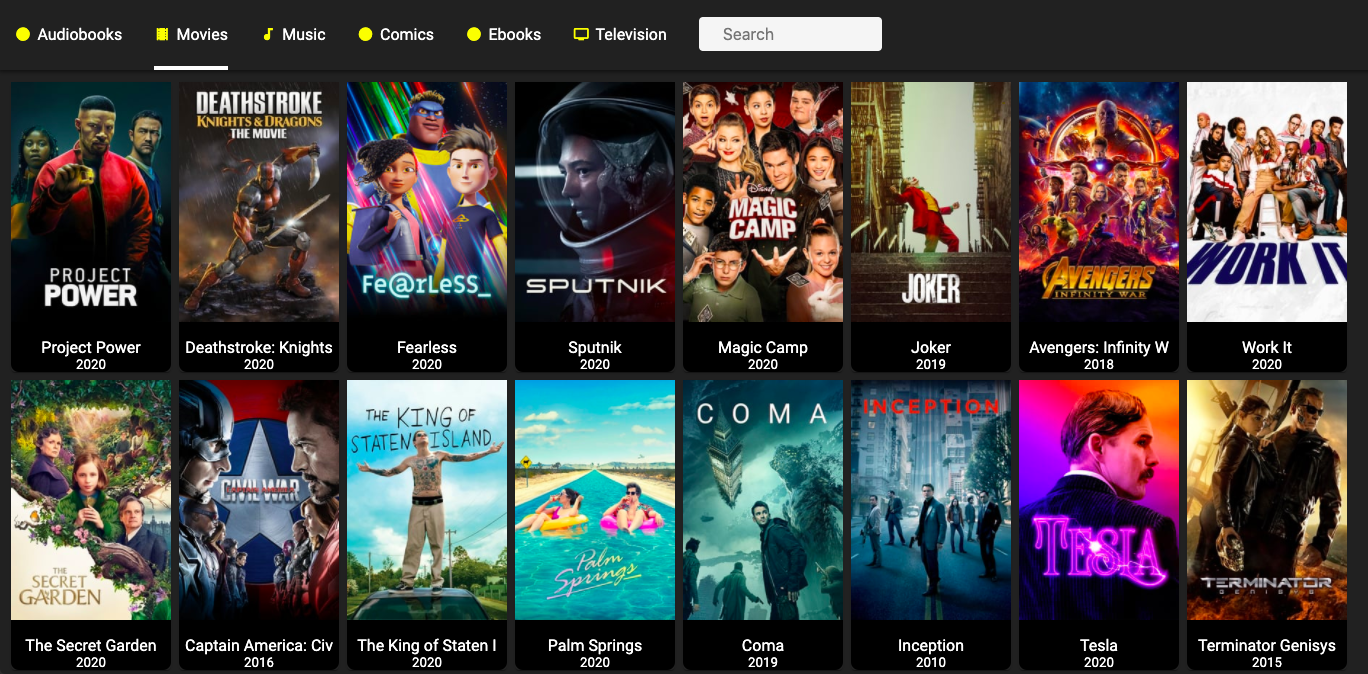 Audiobooks Movies Music Comics Ebooks Television Search
PROJECT
POWER
DEATHSTROKE
KNIGHTS & DRAGONS
THE MOVIE
Fe@rLeSS_
SPUTNIK
Disney
MAGIC
CAMP
JOKER
AVENGERS
INFINITY WAR
WORK IT
Project Power
2020
Deathstroke: Knights
2020
Fearless
2020
Sputnik
2020
Magic Camp
2020
Joker
2019
Avengers: Infinity W
2018
Work It
2020
THE
SECRET
GARDEN
CIVIL WAR
THE KING OF
STATEN ISLAND
Palm
Springs
COMA
INCEPTION
TESLA
TERMINATOR
GENISYS
The Secret Garden
2020
Captain America: Civ
2016
The King of Staten I
2020
Palm Springs
2020
Coma
2019
Inception
2010
Tesla
2020
Terminator Genisys
2015